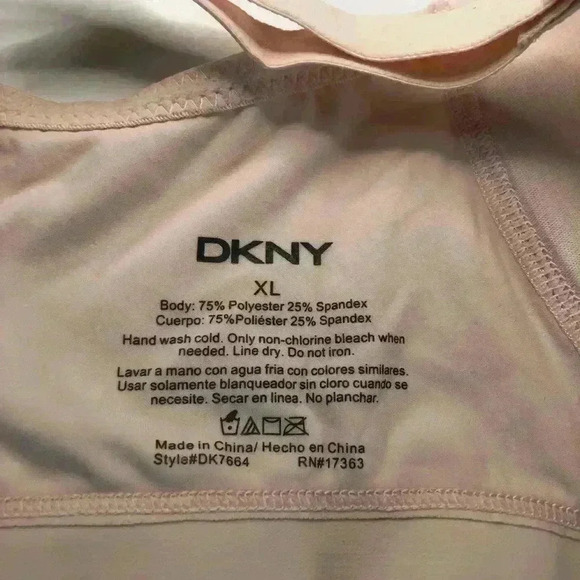 DKNY
XL
Body: 75% Polyester 25% Spandex
Cuerpo: 75%Poliéster 25% Spandex
Hand wash cold. Only non-chlorine bleach when
needed. Line dry. Do not iron.
Lavar a mano con agua fria con colores similares.
Usar solamente blanqueador sin cloro cuando se
necesite. Secar en linea. No planchar.
Made in China/ Hecho en China
Style#DK7664 RN#17363